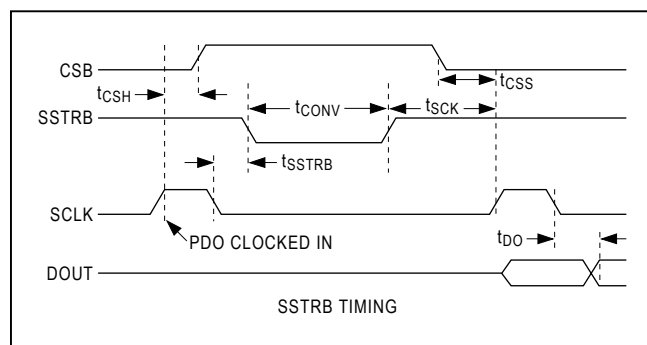 CSB
tCSH
tCSS
tCONV
tSCK
SSTRB
tSSTRB
SCLK
PDO CLOCKED IN
tDO
DOUT
SSTRB TIMING